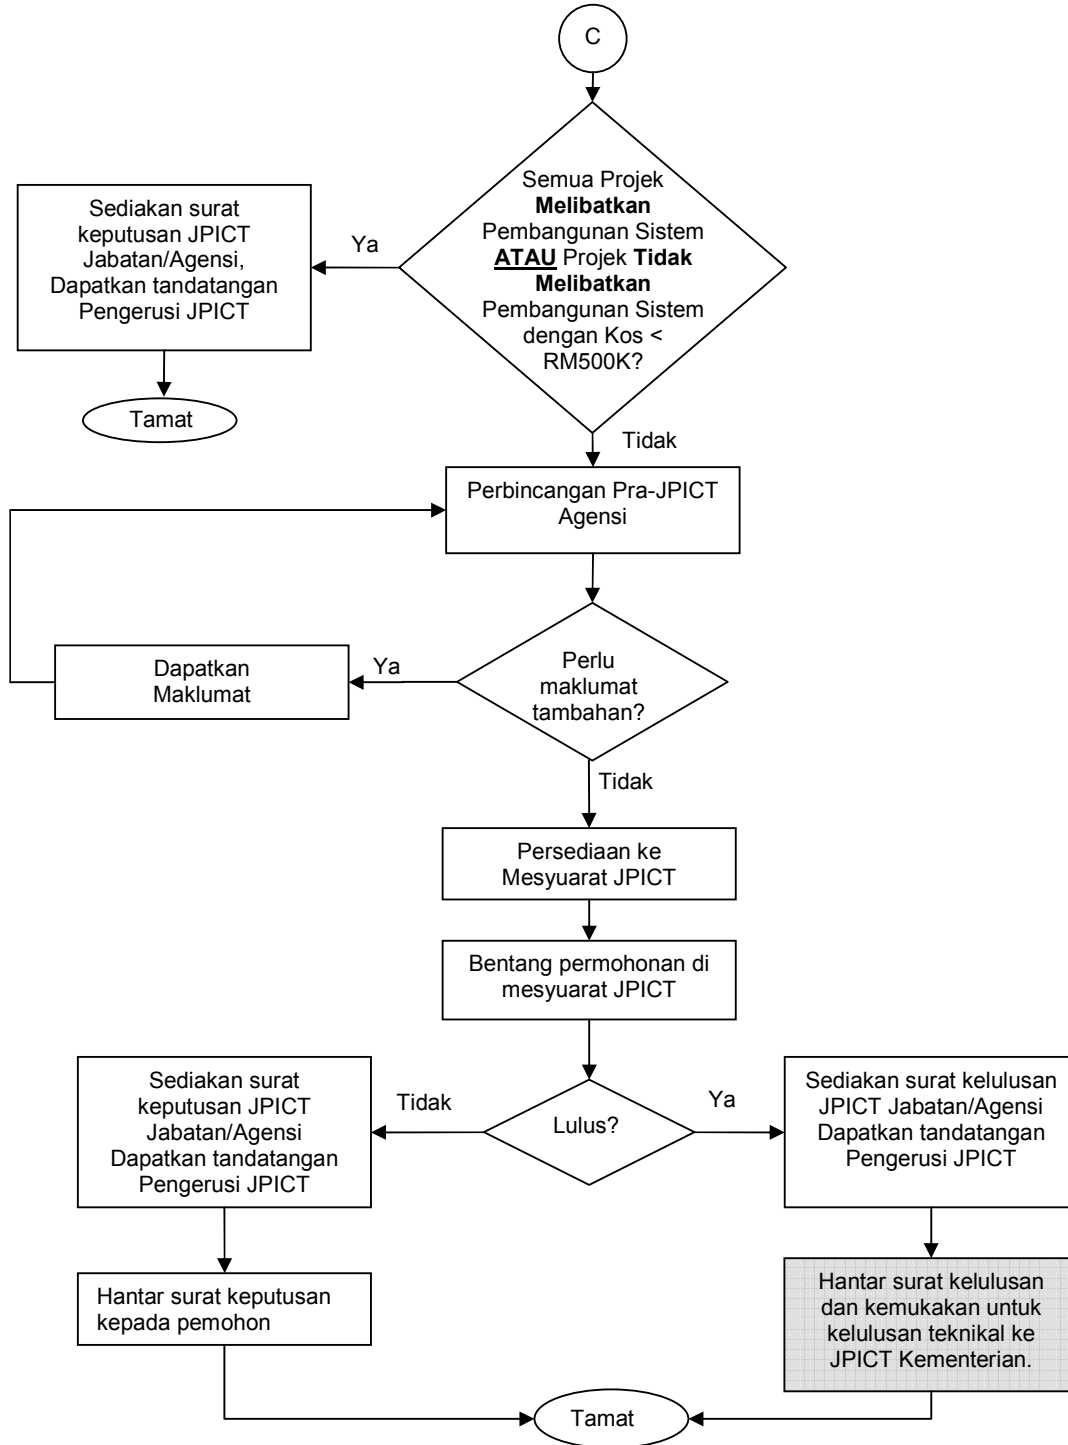 C
Semua Projek
Melibatkan
Pembangunan Sistem
ATAU Projek Tidak
Melibatkan
Pembangunan Sistem
dengan Kos <
RM500K?
Ya
Sediakan surat
keputusan JPICT
Jabatan/Agensi,
Dapatkan tandatangan
Pengerusi JPICT
Tamat
Tidak
Perbincangan Pra-JPICT
Agensi
Perlu
maklumat
tambahan?
Ya
Dapatkan
Maklumat
Tidak
Persediaan ke
Mesyuarat JPICT
Bentang permohonan di
mesyuarat JPICT
Lulus?
Tidak
Sediakan surat
keputusan JPICT
Jabatan/Agensi
Dapatkan tandatangan
Pengerusi JPICT
Ya
Sediakan surat kelulusan
JPICT Jabatan/Agensi
Dapatkan tandatangan
Pengerusi JPICT
Hantar surat keputusan
kepada pemohon
Hantar surat kelulusan
dan kemukakan untuk
kelulusan teknikal ke
JPICT Kementerian.
Tamat